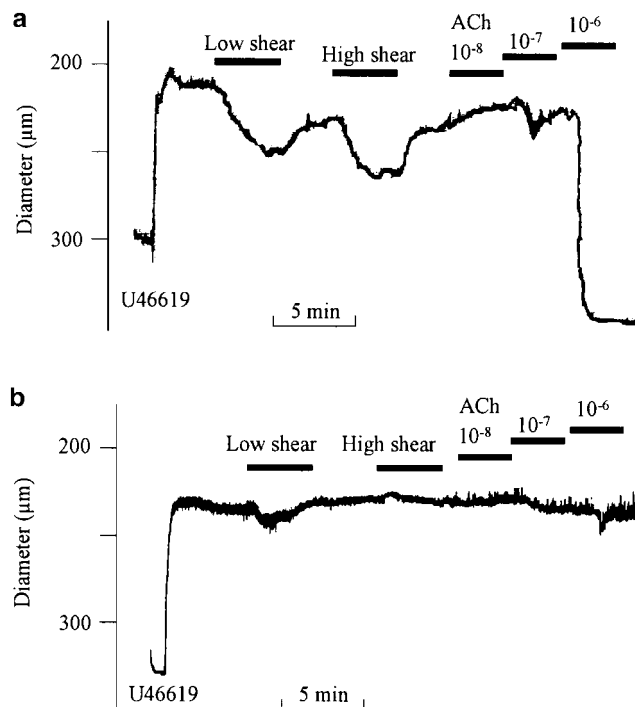 a
ACh
10⁻⁸ 10⁻⁷ 10⁻⁶
Low shear High shear
200
Diameter (µm)
300
U46619
5 min
b
ACh
10⁻⁸ 10⁻⁷ 10⁻⁶
Low shear High shear
200
Diameter (µm)
300
U46619
5 min